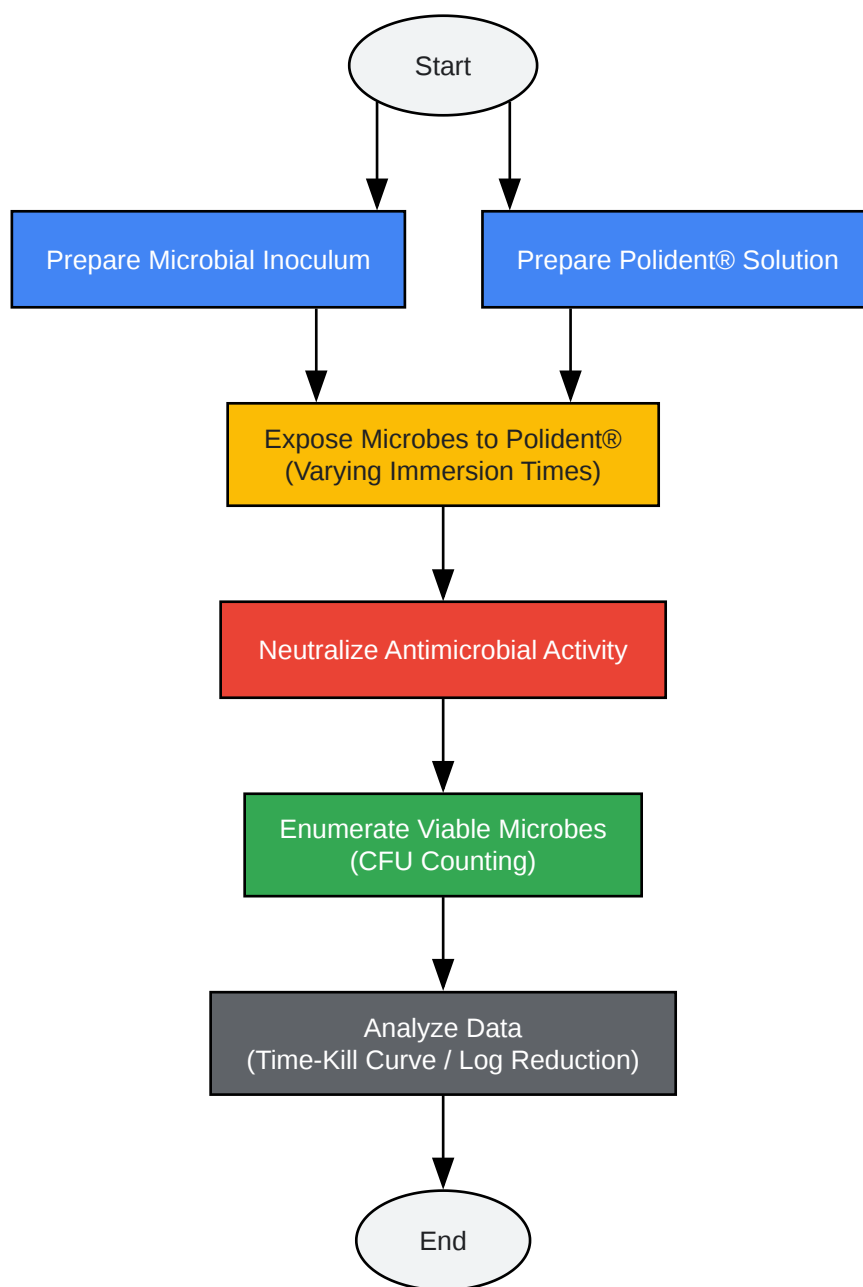 Start
Prepare Microbial Inoculum
Prepare Polident® Solution
Expose Microbes to Polident®
(Varying Immersion Times)
Neutralize Antimicrobial Activity
Enumerate Viable Microbes
(CFU Counting)
Analyze Data
(Time-Kill Curve / Log Reduction)
End